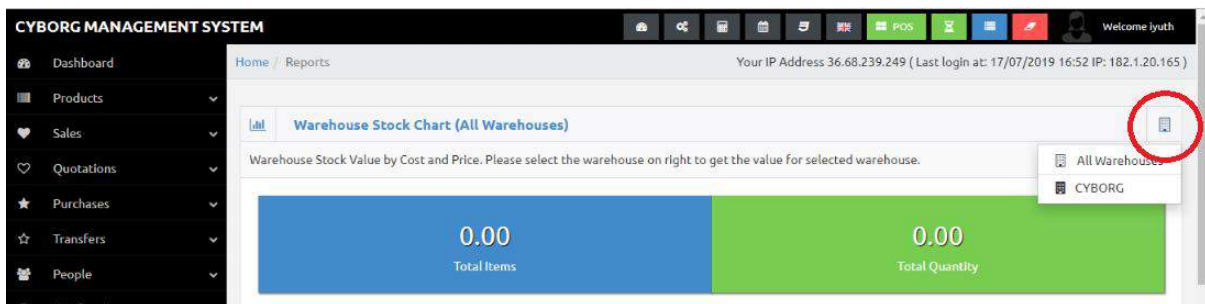 CYBORG MANAGEMENT SYSTEM
POS
Welcome iyuth
Dashboard
Home / Reports
Your IP Address 36.68.239.249 ( Last login at: 17/07/2019 16:52 IP: 182.1.20.165 )
Products
Sales
Warehouse Stock Chart (All Warehouses)
Quotations
Warehouse Stock Value by Cost and Price. Please select the warehouse on right to get the value for selected warehouse.
All Warehouses
CYBORG
Purchases
Transfers
People
0.00
Total Items
0.00
Total Quantity